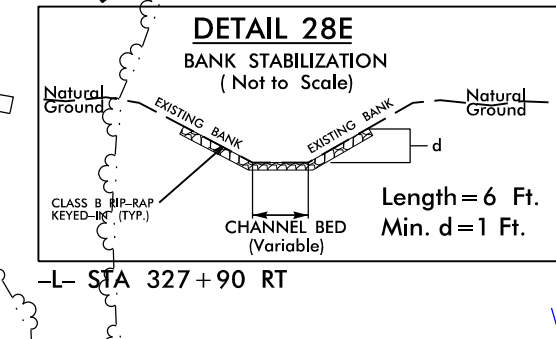 DETAIL 28E
BANK STABILIZATION
( Not to Scale)
Natural
Ground
EXISTING BANK
EXISTING BANK
Natural
Ground
d
CLASS B RIP-RAP
KEYED-IN (TYP.)
Length=6 Ft.
Min. d=1 Ft.
CHANNEL BED
(Variable)
-L- STA 327+90 RT